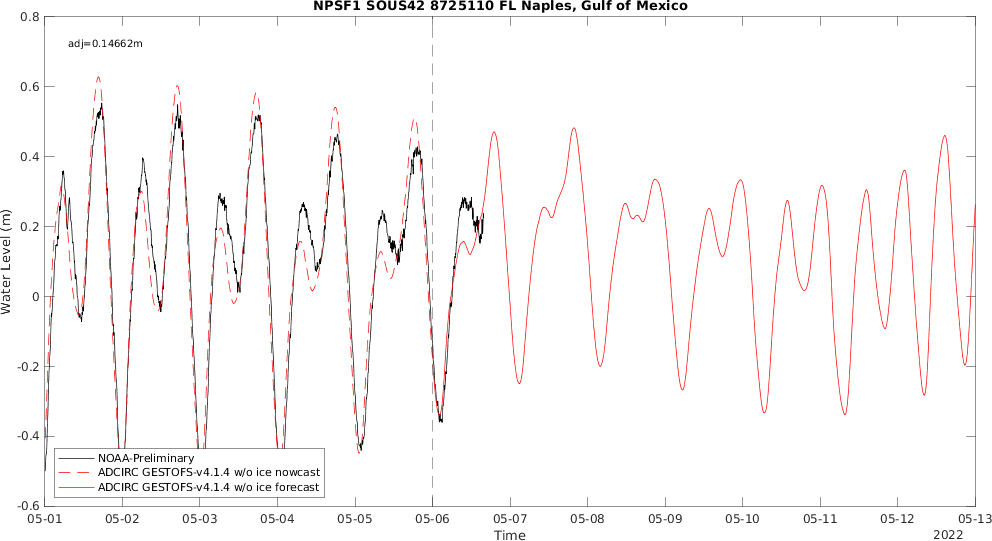 NPSF1 SOUS42 8725110 FL Naples, Gulf of Mexico
adj=0.14662m
0.8
0.6
0.4
0.2
0
-0.2
-0.4
-0.6
Water Level (m)
NOAA-Preliminary
ADCIRC GESTOFS-v4.1.4 w/o ice nowcast
ADCIRC GESTOFS-v4.1.4 w/o ice forecast
05-01 05-02 05-03 05-04 05-05 05-06 05-07 05-08 05-09 05-10 05-11 05-12 05-13
Time
2022